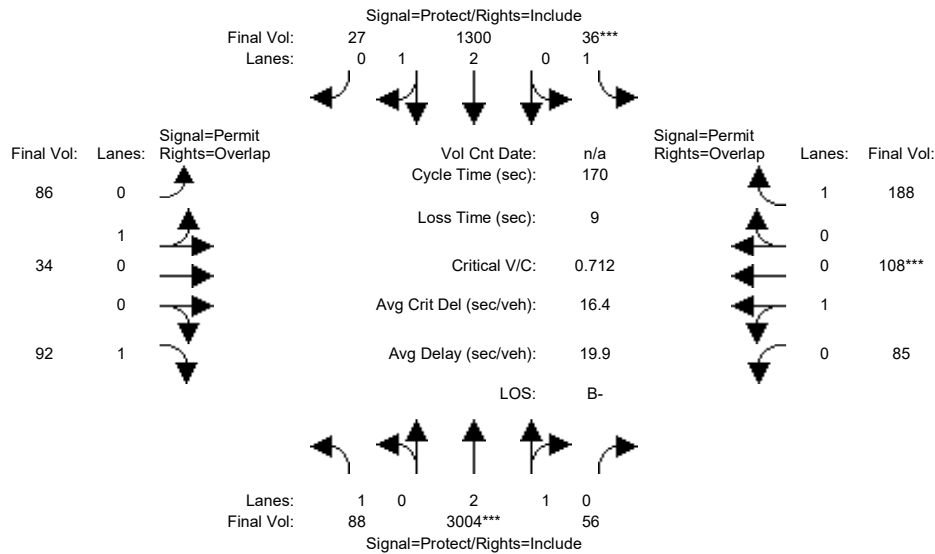 Signal=Protect/Rights=Include
Final Vol: 27 1300 36***
Lanes: 0 1 2 0 1
Signal=Permit
Final Vol: Lanes: Rights=Overlap
Vol Cnt Date: n/a
Signal=Permit
Rights=Overlap Lanes: Final Vol:
Cycle Time (sec): 170
86 0
1 188
Loss Time (sec): 9
1
0
34 0
Critical V/C: 0.712
0 108***
0
Avg Crit Del (sec/veh): 16.4
1
92 1
Avg Delay (sec/veh): 19.9
0 85
LOS: B-
Lanes: 1 0 2 1 0
Final Vol: 88 3004*** 56
Signal=Protect/Rights=Include